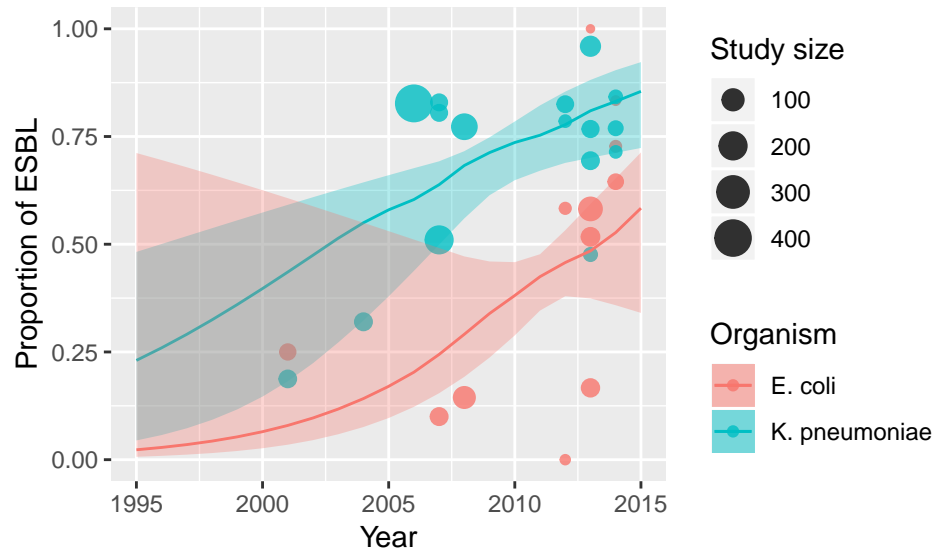 1.00
0.75
0.50
0.25
0.00
Proportion of ESBL
1995 2000 2005 2010 2015
Year
Study size
100
200
300
400
Organism
E. coli
K. pneumoniae